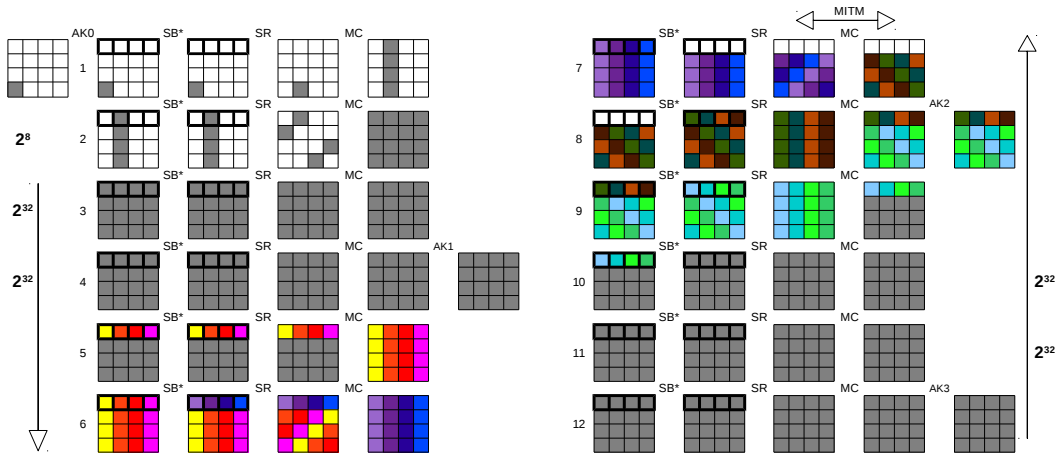 AK0 SB* SR MC
1
SB* SR MC
2⁸ 2
SB* SR MC
2³² 3
SB* SR MC AK1
2³² 4
SB* SR MC
5
SB* SR MC
6
MITM
SB* SR MC
7
SB* SR MC AK2
8
SB* SR MC
9
SB* SR MC
10 2³²
SB* SR MC
11 2³²
SB* SR MC AK3
12